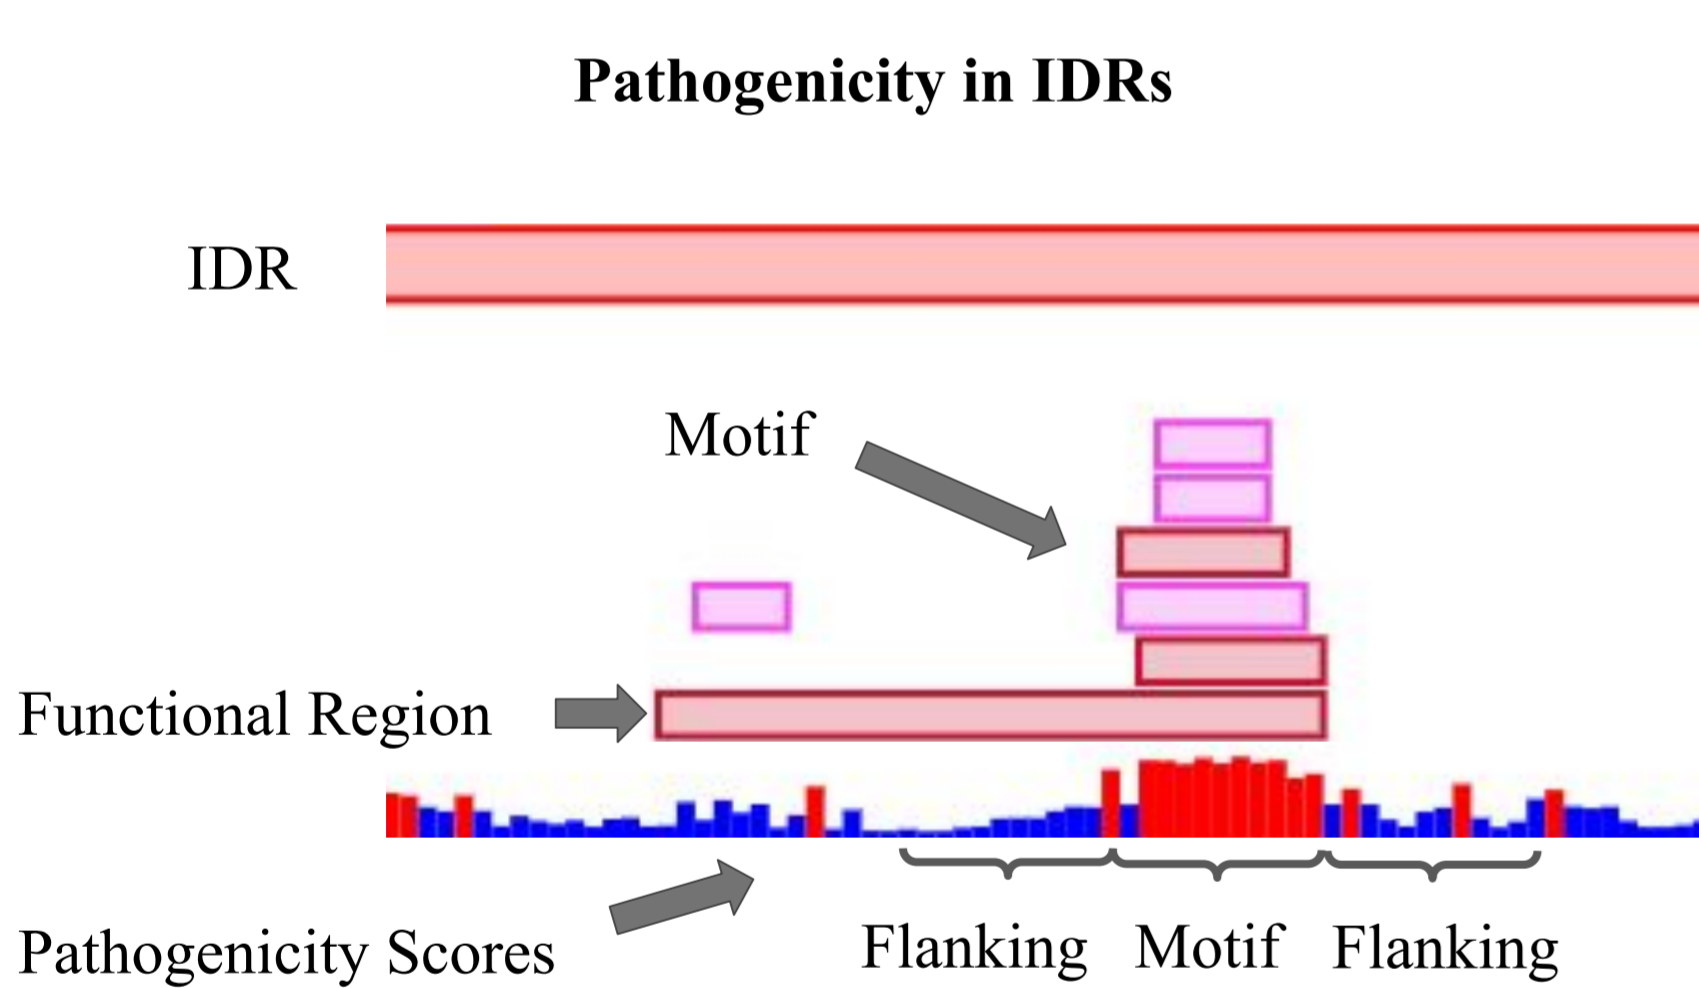 Pathogenicity in IDRs
IDR
Motif
Functional Region
Pathogenicity Scores
Flanking
Motif
Flanking